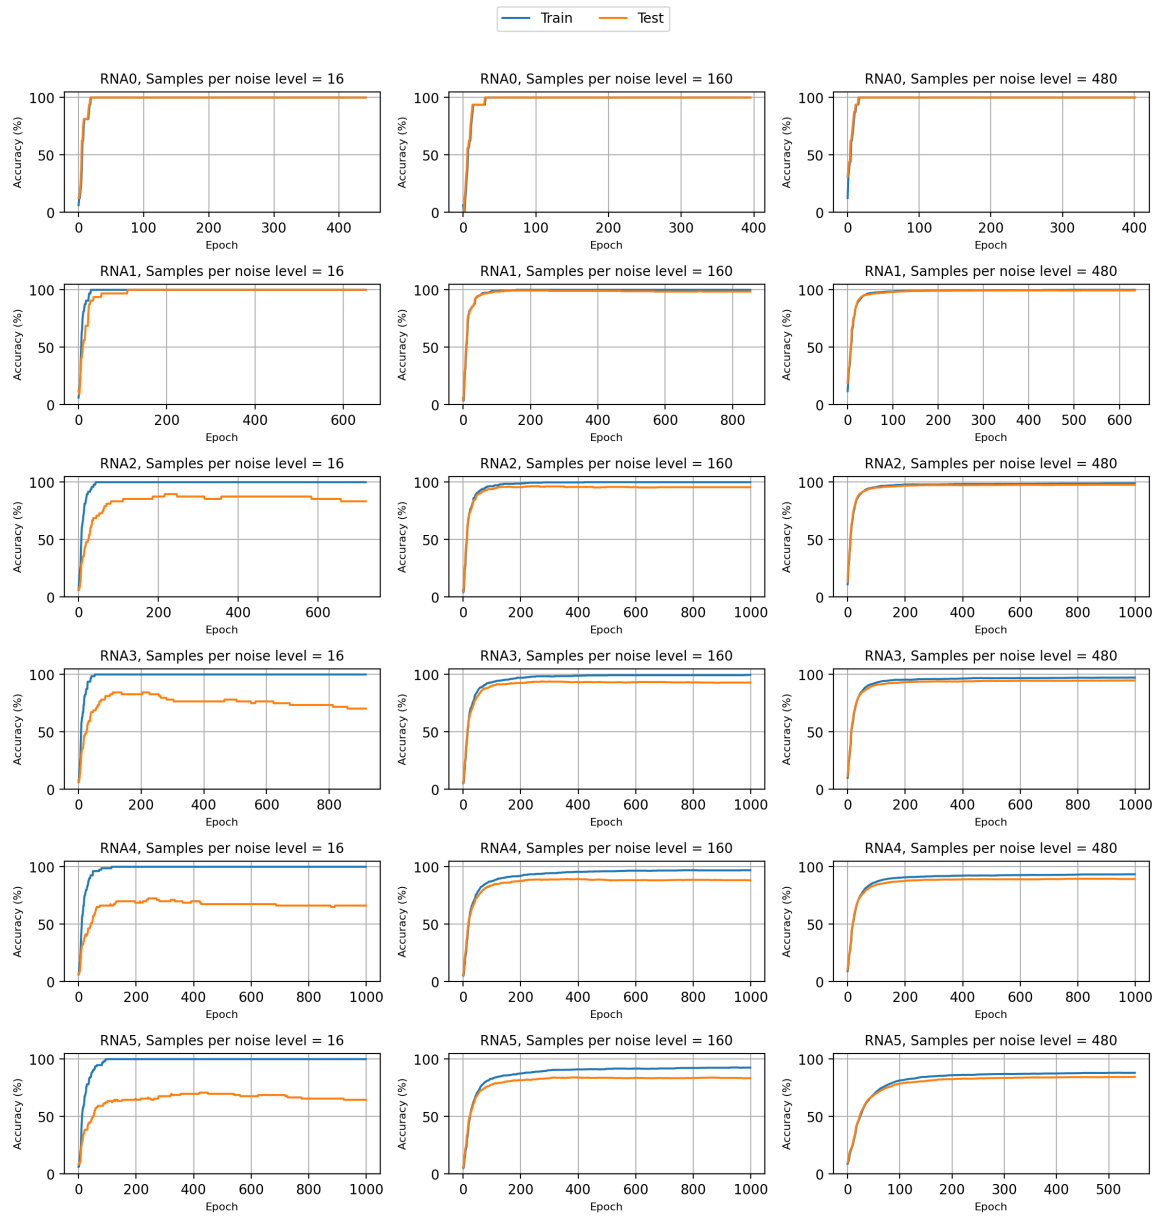 Train Test
RNA0, Samples per noise level = 16 RNA0, Samples per noise level = 160 RNA0, Samples per noise level = 480
Accuracy (%) Accuracy (%) Accuracy (%)
100 100 100
50 50 50
0 0 0
0 100 200 300 400 0 100 200 300 400 0 100 200 300 400
Epoch Epoch Epoch
RNA1, Samples per noise level = 16 RNA1, Samples per noise level = 160 RNA1, Samples per noise level = 480
Accuracy (%) Accuracy (%) Accuracy (%)
100 100 100
50 50 50
0 0 0
0 200 400 600 0 200 400 600 800 0 100 200 300 400 500 600
Epoch Epoch Epoch
RNA2, Samples per noise level = 16 RNA2, Samples per noise level = 160 RNA2, Samples per noise level = 480
Accuracy (%) Accuracy (%) Accuracy (%)
100 100 100
50 50 50
0 0 0
0 200 400 600 0 200 400 600 800 1000 0 200 400 600 800 1000
Epoch Epoch Epoch
RNA3, Samples per noise level = 16 RNA3, Samples per noise level = 160 RNA3, Samples per noise level = 480
Accuracy (%) Accuracy (%) Accuracy (%)
100 100 100
50 50 50
0 0 0
0 200 400 600 800 0 200 400 600 800 1000 0 200 400 600 800 1000
Epoch Epoch Epoch
RNA4, Samples per noise level = 16 RNA4, Samples per noise level = 160 RNA4, Samples per noise level = 480
Accuracy (%) Accuracy (%) Accuracy (%)
100 100 100
50 50 50
0 0 0
0 200 400 600 800 1000 0 200 400 600 800 1000 0 200 400 600 800 1000
Epoch Epoch Epoch
RNA5, Samples per noise level = 16 RNA5, Samples per noise level = 160 RNA5, Samples per noise level = 480
Accuracy (%) Accuracy (%) Accuracy (%)
100 100 100
50 50 50
0 0 0
0 200 400 600 800 1000 0 200 400 600 800 1000 0 100 200 300 400 500
Epoch Epoch Epoch